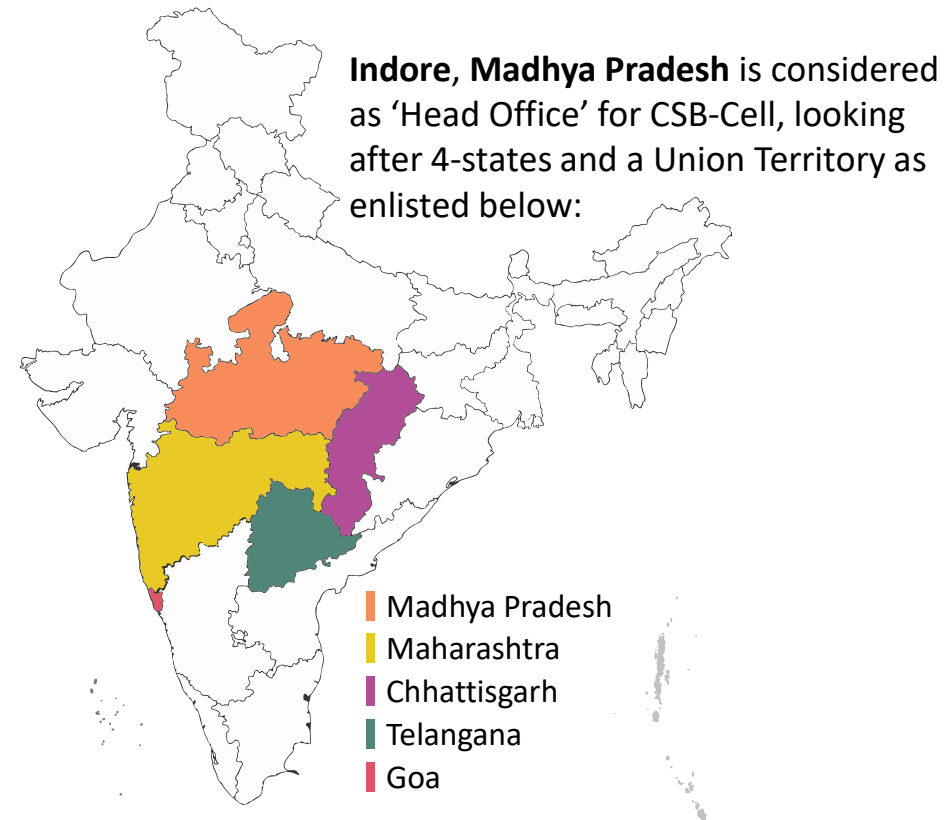 Indore, Madhya Pradesh is considered
as ‘Head Office’ for CSB-Cell, looking
after 4-states and a Union Territory as
enlisted below:
Madhya Pradesh
Maharashtra
Chhattisgarh
Telangana
Goa